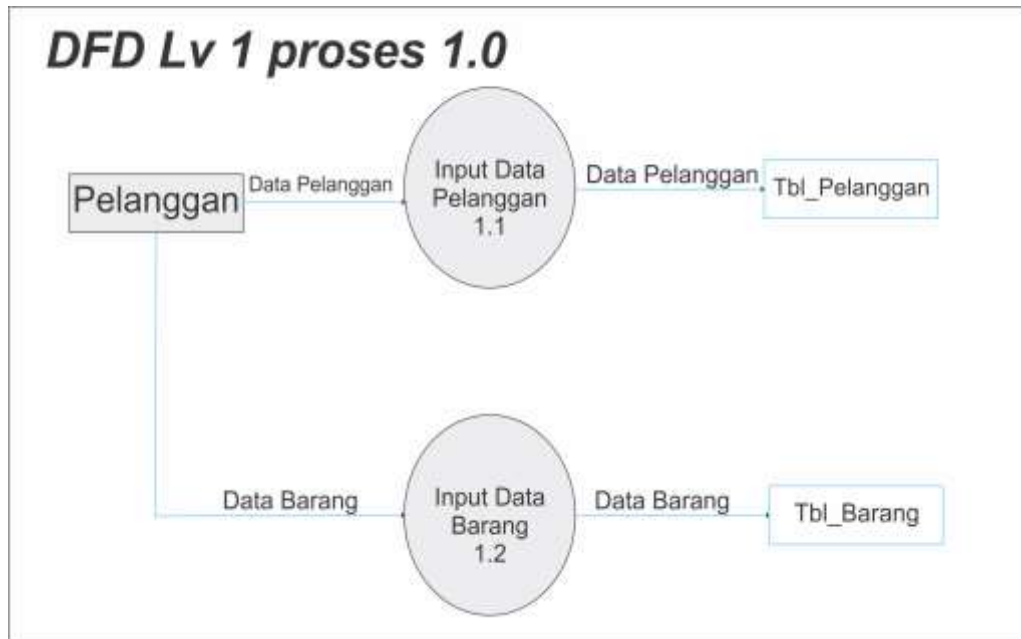 DFD Lv 1 proses 1.0
Pelanggan
Data Pelanggan
Input Data
Pelanggan
1.1
Data Pelanggan
Tbl_Pelanggan
Data Barang
Input Data
Barang
1.2
Data Barang
Tbl_Barang